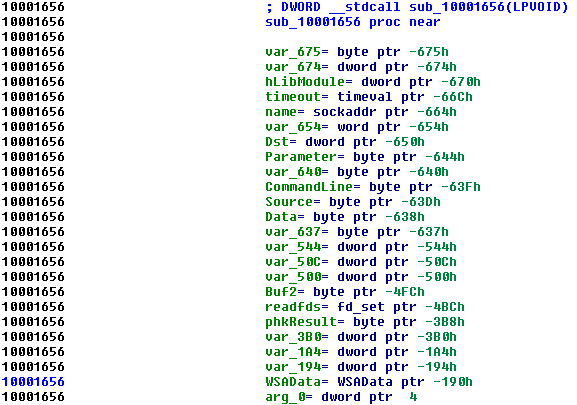 10001656 ; DWORD __stdcall sub_10001656(LPVOID)
10001656 sub_10001656 proc near
10001656
10001656 var_675= byte ptr -675h
10001656 var_674= dword ptr -674h
10001656 hLibModule= dword ptr -670h
10001656 timeout= timeval ptr -66Ch
10001656 name= sockaddr ptr -664h
10001656 var_654= word ptr -654h
10001656 Dst= dword ptr -650h
10001656 Parameter= byte ptr -644h
10001656 var_640= byte ptr -640h
10001656 CommandLine= byte ptr -63Fh
10001656 Source= byte ptr -63Dh
10001656 Data= byte ptr -638h
10001656 var_637= byte ptr -637h
10001656 var_544= dword ptr -544h
10001656 var_50C= dword ptr -50Ch
10001656 var_500= dword ptr -500h
10001656 Buf2= byte ptr -4FCh
10001656 readfds= fd_set ptr -4BCh
10001656 phkResult= byte ptr -3B8h
10001656 var_3B0= dword ptr -3B0h
10001656 var_1A4= dword ptr -1A4h
10001656 var_194= dword ptr -194h
10001656 WSAData= WSAData ptr -190h
10001656 arg_0= dword ptr 4